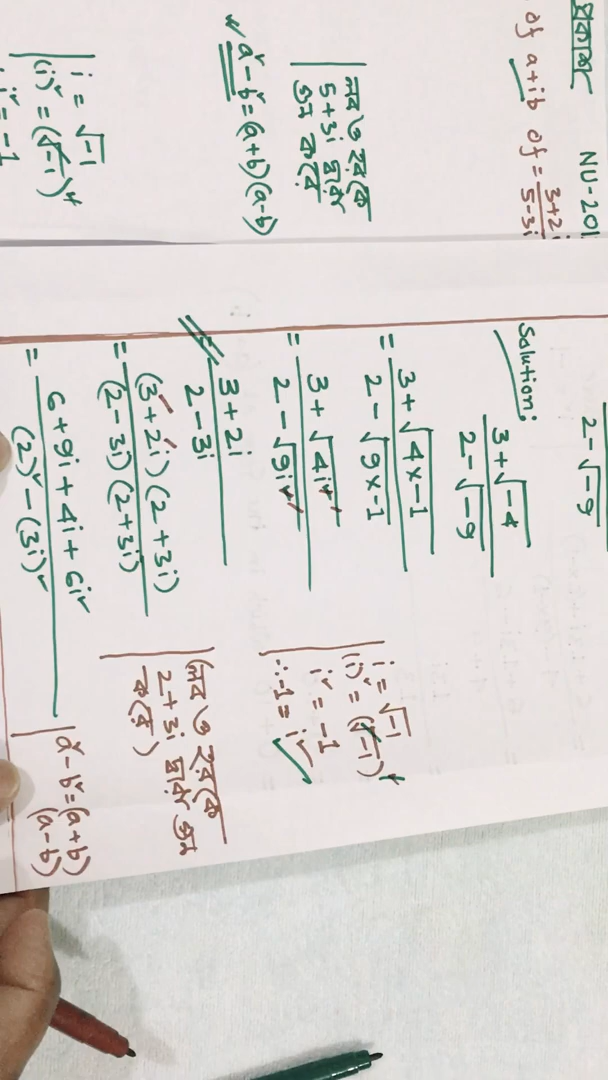 প্রকাশ
NU-201
of a+ib of = 3+2i/5-3i
লব ও হরকে
5+3i দ্বারা
গুন করে
a² - b² = (a+b) (a-b)
i = √-1
(i)² = (√-1)²
i² = -1
2 - √-9
Solution:
3+√-4
2-√-9
= 3+√4×-1
2 - √9×-1
= 3+√4i²
2 - √9i²
i = √-1
(i)² = (√-1)²
i² = -1
∴ -1 = i²
3+2i
2-3i
= (3+2i) (2+3i)
(2-3i) (2+3i)
লব ও হরকে
2+3i দ্বারা গুন
করে)
= 6+9i+4i+6i²
(2)² - (3i)²
a² - b² = (a+b)
(a-b)